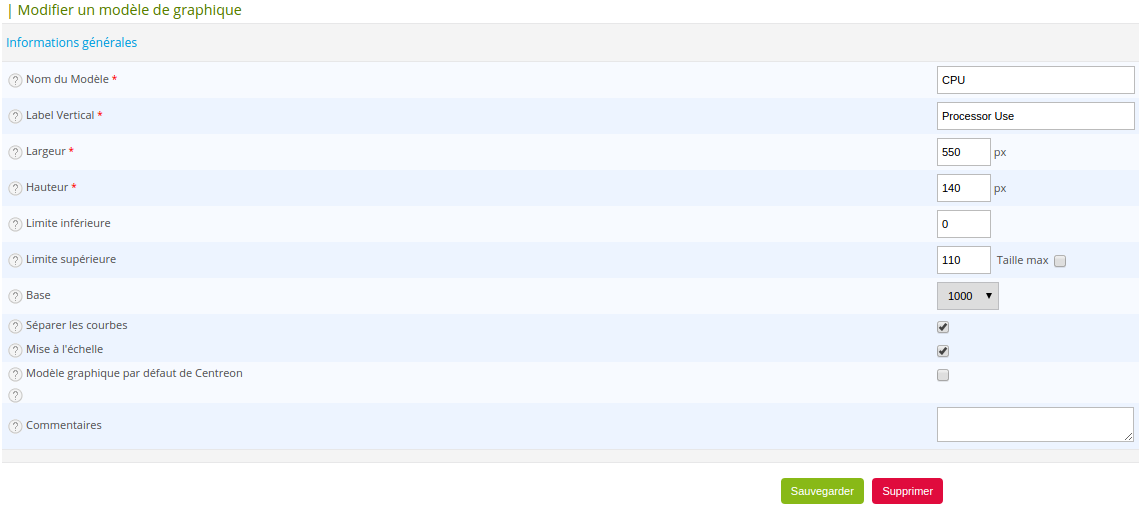 Modifier un modèle de graphique
Informations générales
? Nom du Modèle * CPU
? Label Vertical * Processor Use
? Largeur * 550 px
? Hauteur * 140 px
? Limite inférieure 0
? Limite supérieure 110 Taille max
? Base 1000
? Séparer les courbes
? Mise à l'échelle
? Modèle graphique par défaut de Centreon
?
? Commentaires
Sauvegarder Supprimer